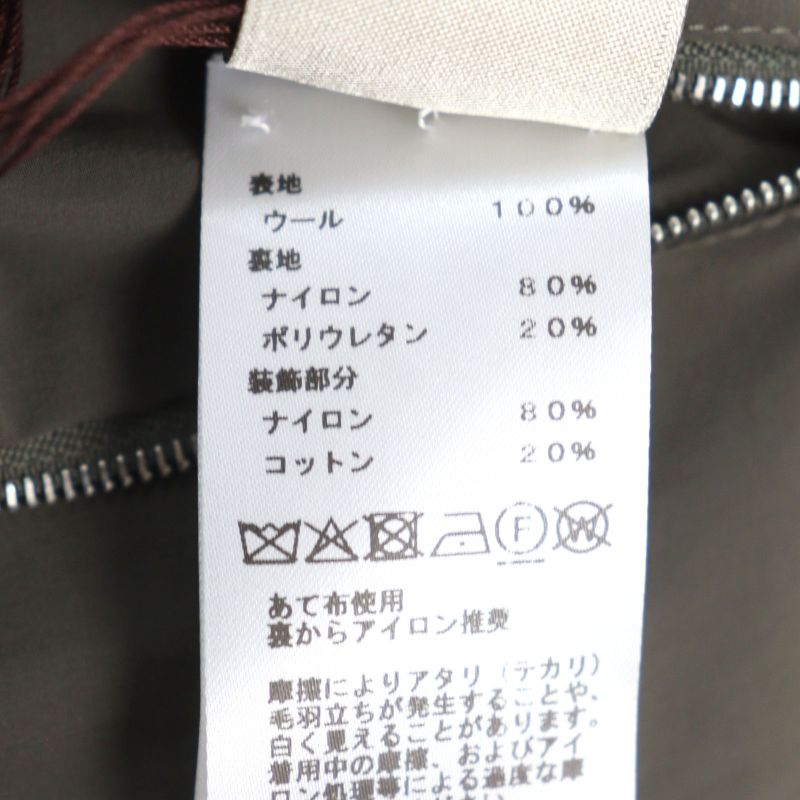 表地
ウール 100%
裏地
ナイロン 80%
ポリウレタン 20%
装飾部分
ナイロン 80%
コットン 20%
F W
あて布使用
裏からアイロン推奨
摩擦によりアタリ(テカリ)
毛羽立ちが発生することや、
白く見えることがあります。
着用中の摩擦、およびアイ
ロン処理等による過度な摩